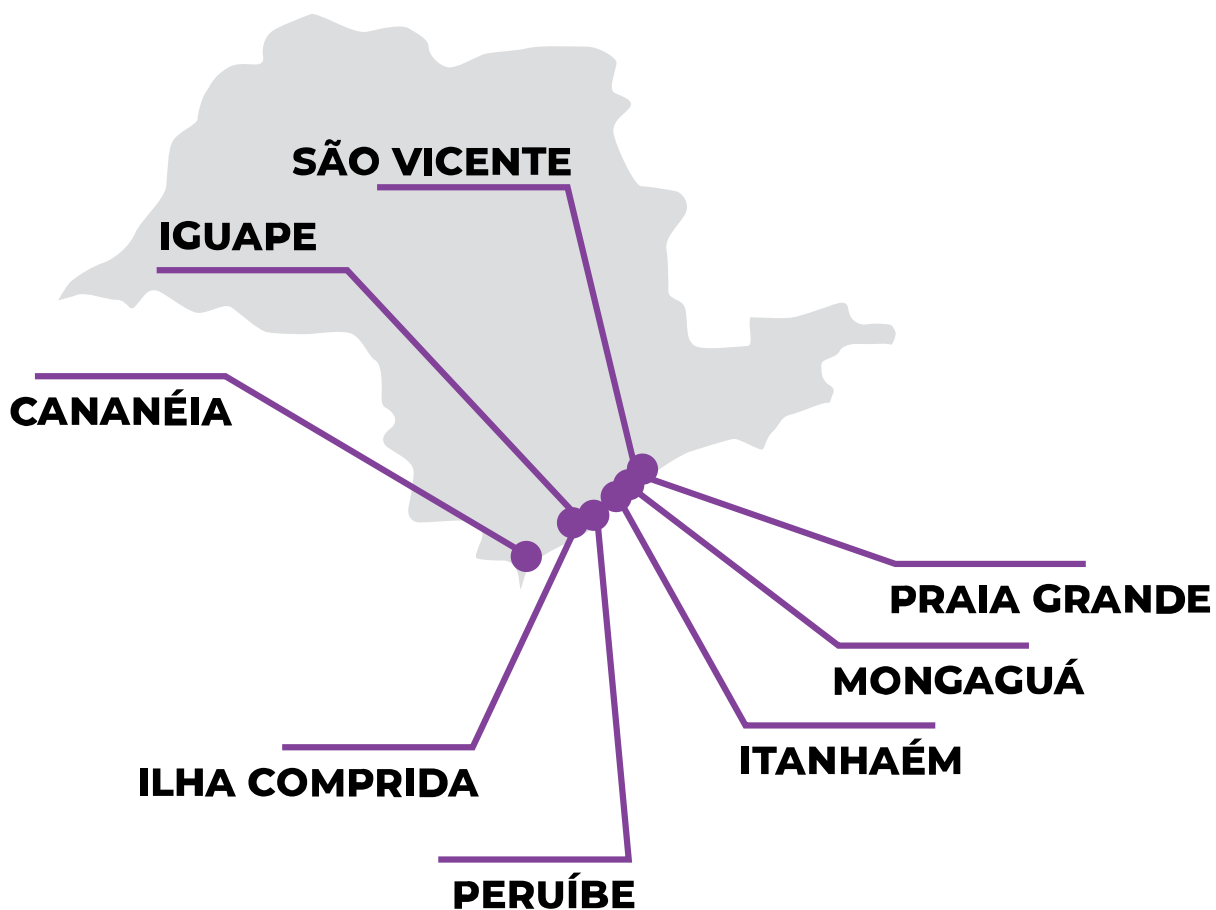 SÃO VICENTE
IGUAPE
CANANÉIA
PRAIA GRANDE
MONGAGUÁ
ITANHAÉM
ILHA COMPRIDA
PERUÍBE